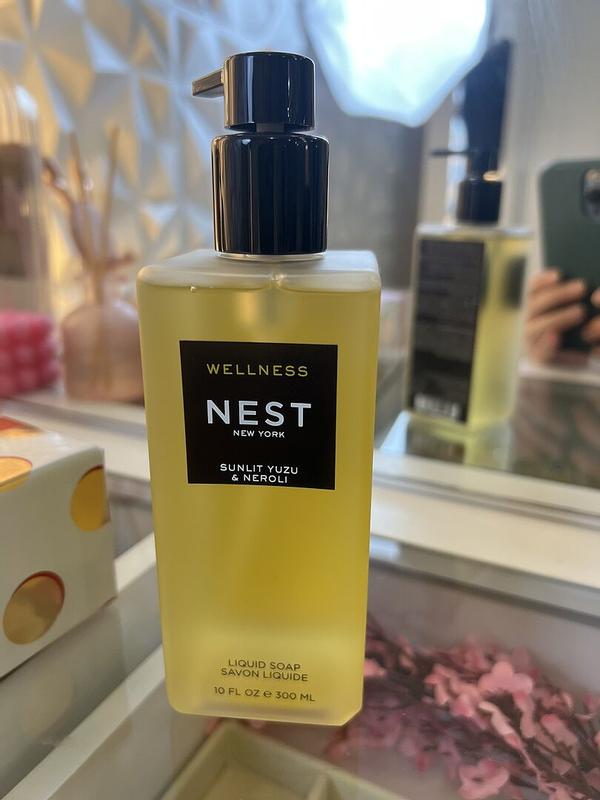 WELLNESS
NEST
NEW YORK
SUNLIT YUZU
& NEROLI
LIQUID SOAP
SAVON LIQUIDE
10 FL OZ ℮ 300 ML